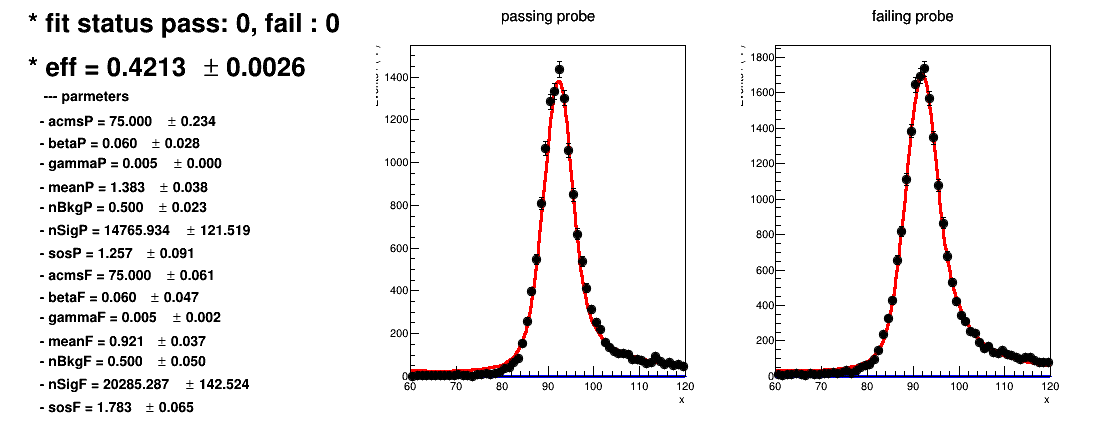 * fit status pass: 0, fail : 0
* eff = 0.4213 ± 0.0026
--- parmeters
- acmsP = 75.000 ± 0.234
- betaP = 0.060 ± 0.028
- gammaP = 0.005 ± 0.000
- meanP = 1.383 ± 0.038
- nBkgP = 0.500 ± 0.023
- nSigP = 14765.934 ± 121.519
- sosP = 1.257 ± 0.091
- acmsF = 75.000 ± 0.061
- betaF = 0.060 ± 0.047
- gammaF = 0.005 ± 0.002
- meanF = 0.921 ± 0.037
- nBkgF = 0.500 ± 0.050
- nSigF = 20285.287 ± 142.524
- sosF = 1.783 ± 0.065
passing probe
1400
1200
1000
800
600
400
200
0
60 70 80 90 100 110 120
x
failing probe
1800
1600
1400
1200
1000
800
600
400
200
0
60 70 80 90 100 110 120
x